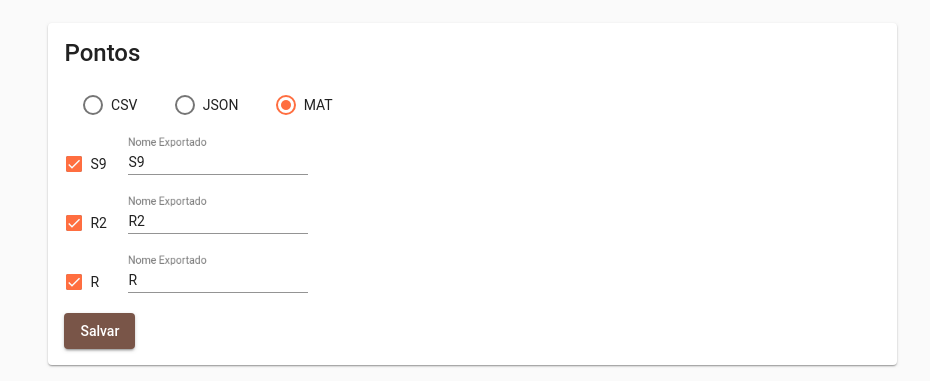 Pontos
CSV JSON MAT
Nome Exportado
S9 S9
Nome Exportado
R2 R2
Nome Exportado
R R
Salvar